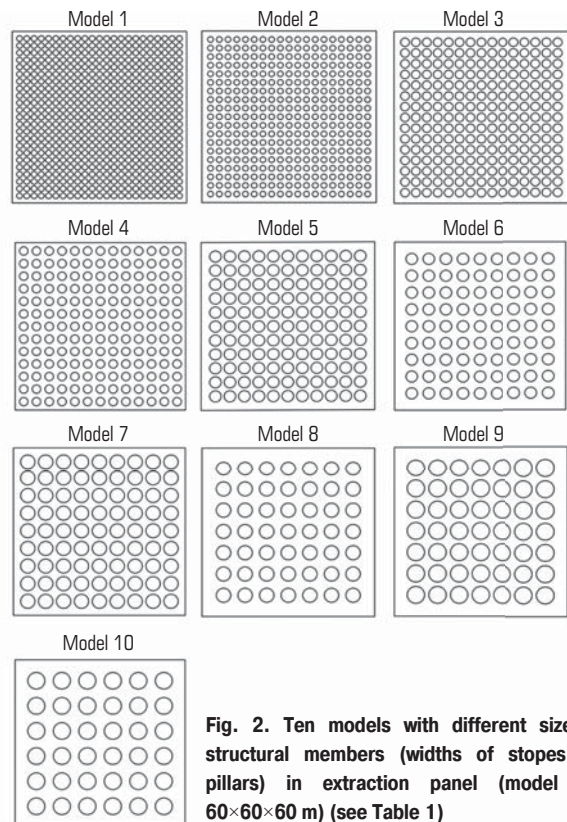 Model 1 Model 2 Model 3
Model 4 Model 5 Model 6
Model 7 Model 8 Model 9
Model 10
Fig. 2. Ten models with different size
structural members (widths of stopes
pillars) in extraction panel (model
60×60×60 m) (see Table 1)